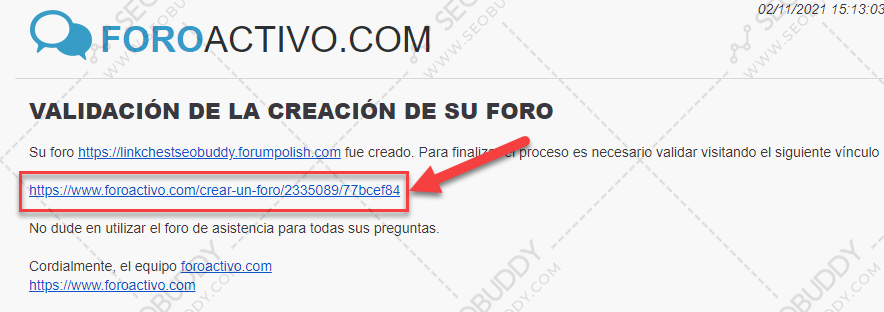 02/11/2021 15:13:03
FOROACTIVO.COM
VALIDACIÓN DE LA CREACIÓN DE SU FORO
Su foro https://linkchestseobuddy.forumpolish.com fue creado. Para finalizar el proceso es necesario validar visitando el siguiente vínculo
https://www.foroactivo.com/crear-un-foro/2335089/77bcef84
No dude en utilizar el foro de asistencia para todas sus preguntas.
Cordialmente, el equipo foroactivo.com
https://www.foroactivo.com
SEOBUDDY
WWW.SEOBUDDY.COM